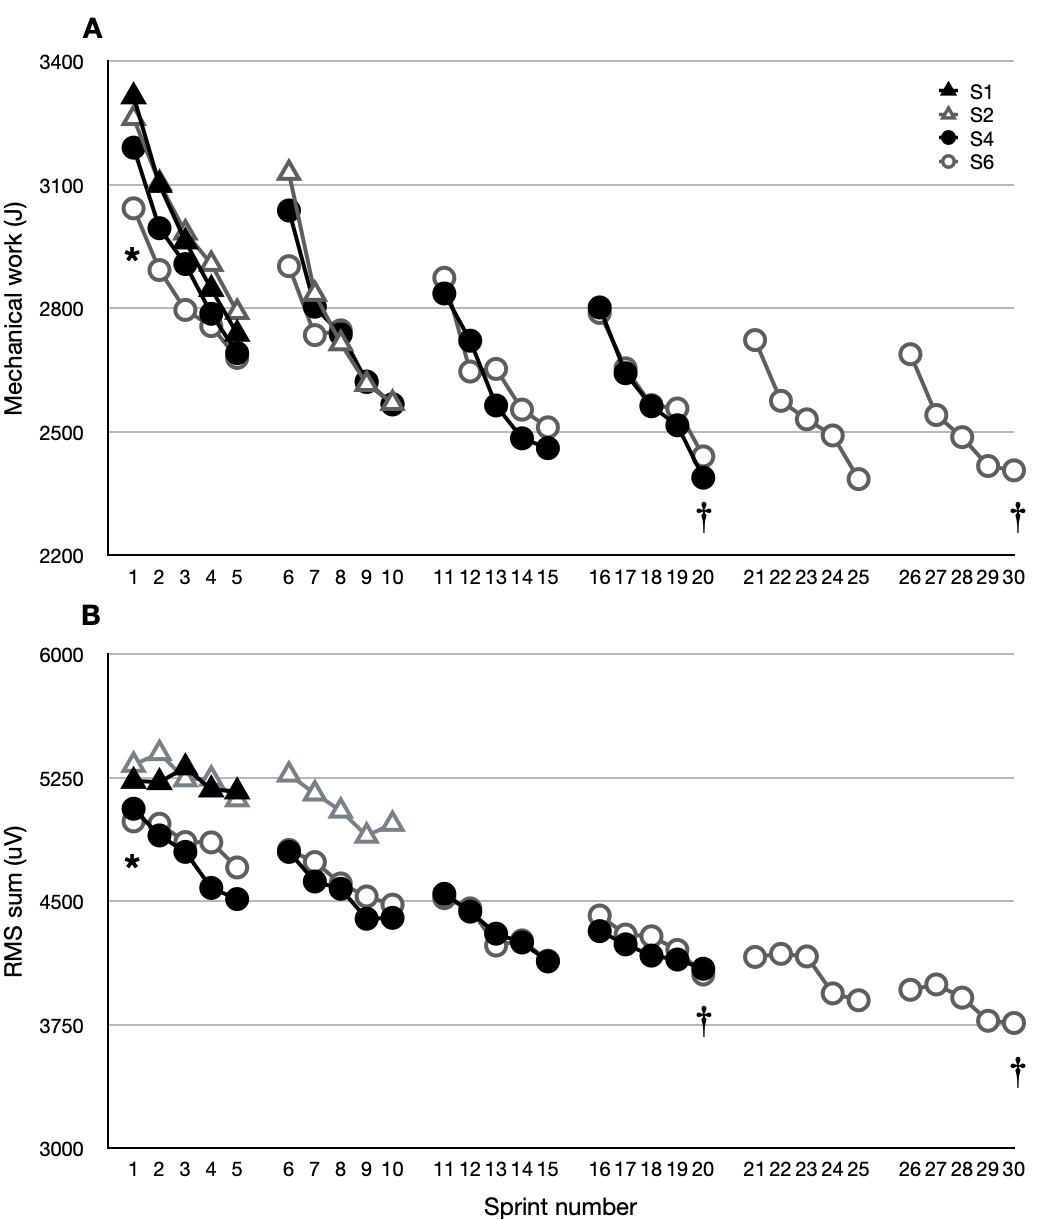 A
3400
3100
2800
2500
2200
Mechanical work (J)
S1
S2
S4
S6
*
†
†
1 2 3 4 5 6 7 8 9 10 11 12 13 14 15 16 17 18 19 20 21 22 23 24 25 26 27 28 29 30
B
6000
5250
4500
3750
3000
RMS sum (uV)
*
†
†
1 2 3 4 5 6 7 8 9 10 11 12 13 14 15 16 17 18 19 20 21 22 23 24 25 26 27 28 29 30
Sprint number